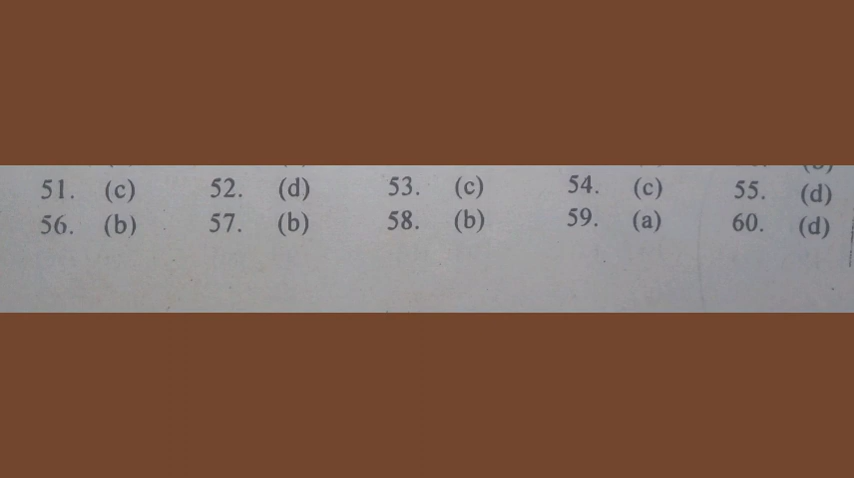 51. (c) 52. (d) 53. (c) 54. (c) 55. (d)
56. (b) 57. (b) 58. (b) 59. (a) 60. (d)